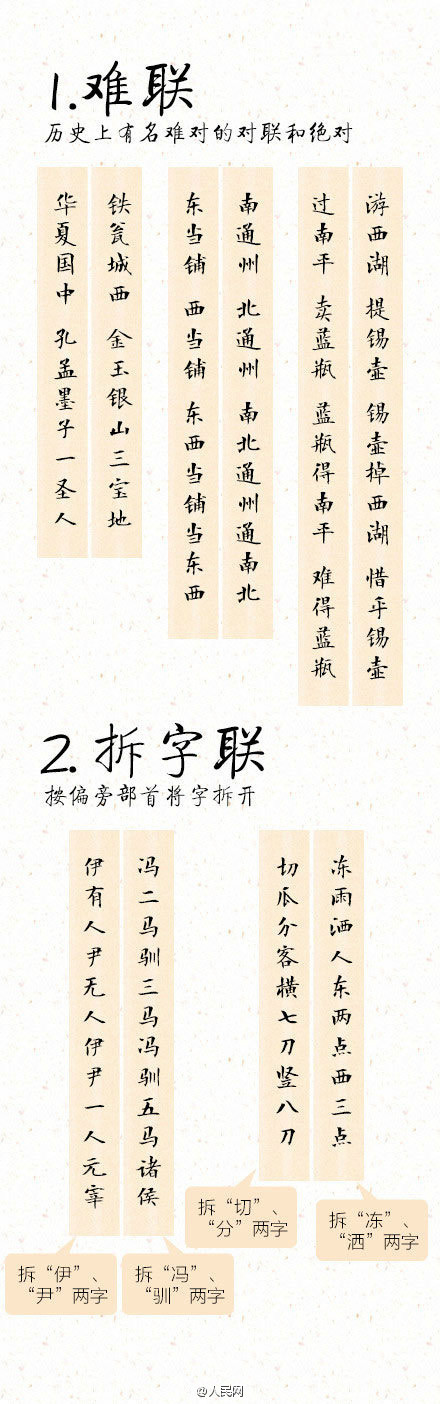 1.难联
历史上有名难对的对联和绝对
游西湖 提锡壶 锡壶掉西湖 惜乎锡壶
过南平 卖蓝瓶 蓝瓶得南平 难得蓝瓶
南通州 北通州 南北通州通南北
东当铺 西当铺 东西当铺当东西
铁瓮城西 金玉银山三宝地
华夏国中 孔孟墨子一圣人
2.拆字联
按偏旁部首将字拆开
冻雨洒人东两点西三点
切瓜分客横七刀竖八刀
冯二马驯三马冯驯五马诸侯
伊有人尹无人伊尹一人元宰
拆“冻”、
“洒”两字
拆“切”、
“分”两字
拆“冯”、
“驯”两字
拆“伊”、
“尹”两字
@人民网